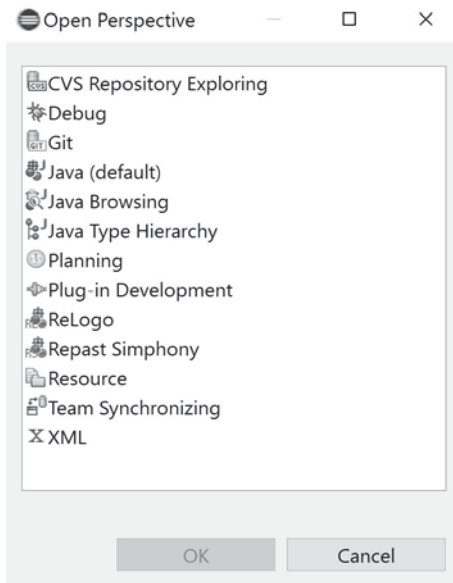 Open Perspective
CVS Repository Exploring
Debug
Git
Java (default)
Java Browsing
Java Type Hierarchy
Planning
Plug-in Development
ReLogo
Repast Simphony
Resource
Team Synchronizing
XML
OK
Cancel